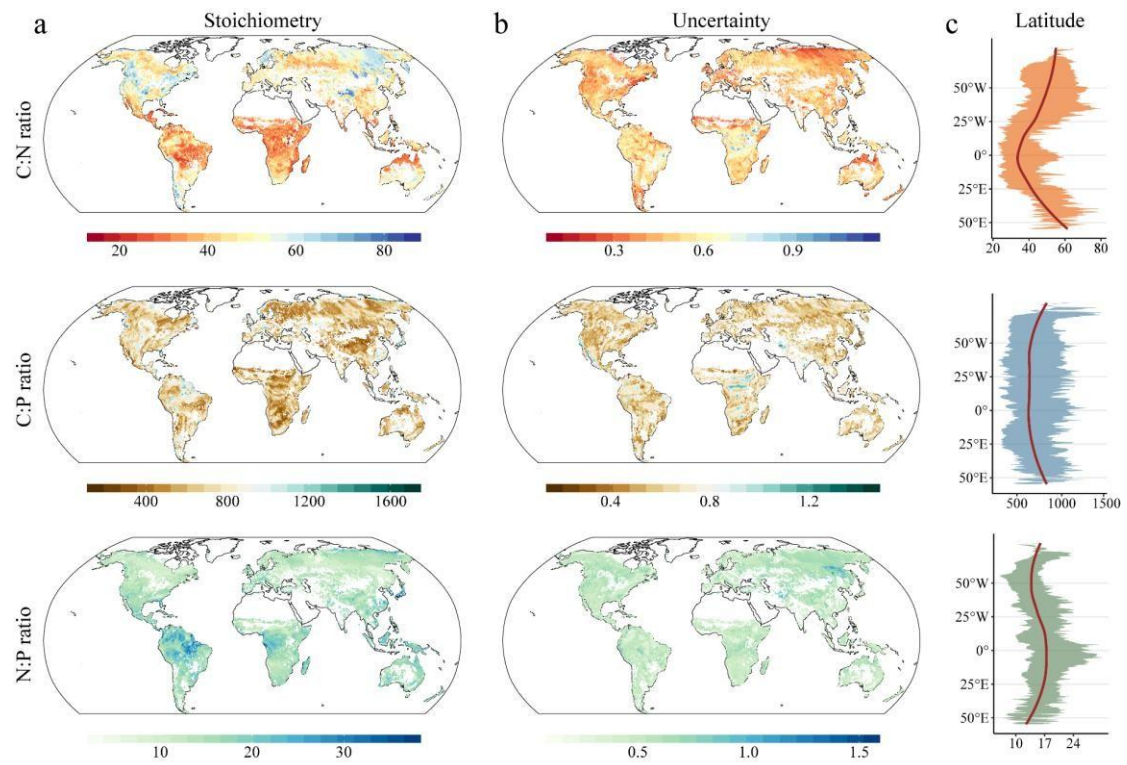 a Stoichiometry b Uncertainty c Latitude
C:N ratio
50°W
25°W
0°
25°E
50°E
20 40 60 80
0.3 0.6 0.9
20 40 60 80
C:P ratio
50°W
25°W
0°
25°E
50°E
400 800 1200 1600
0.4 0.8 1.2
500 1000 1500
N:P ratio
50°W
25°W
0°
25°E
50°E
10 20 30
0.5 1.0 1.5
10 17 24